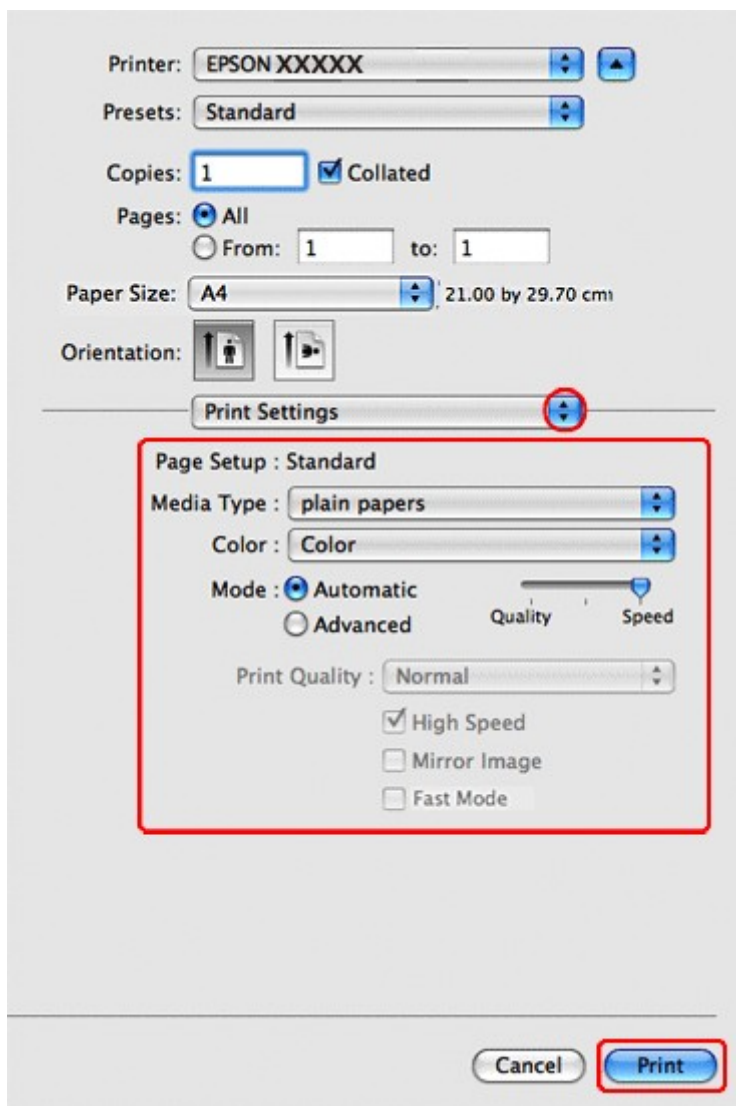 Printer: EPSON XXXXX
Presets: Standard
Copies: 1 Collated
Pages: All
From: 1 to: 1
Paper Size: A4 21.00 by 29.70 cm
Orientation:
Print Settings
Page Setup : Standard
Media Type : plain papers
Color : Color
Mode : Automatic
Quality Speed
Advanced
Print Quality : Normal
High Speed
Mirror Image
Fast Mode
Cancel Print